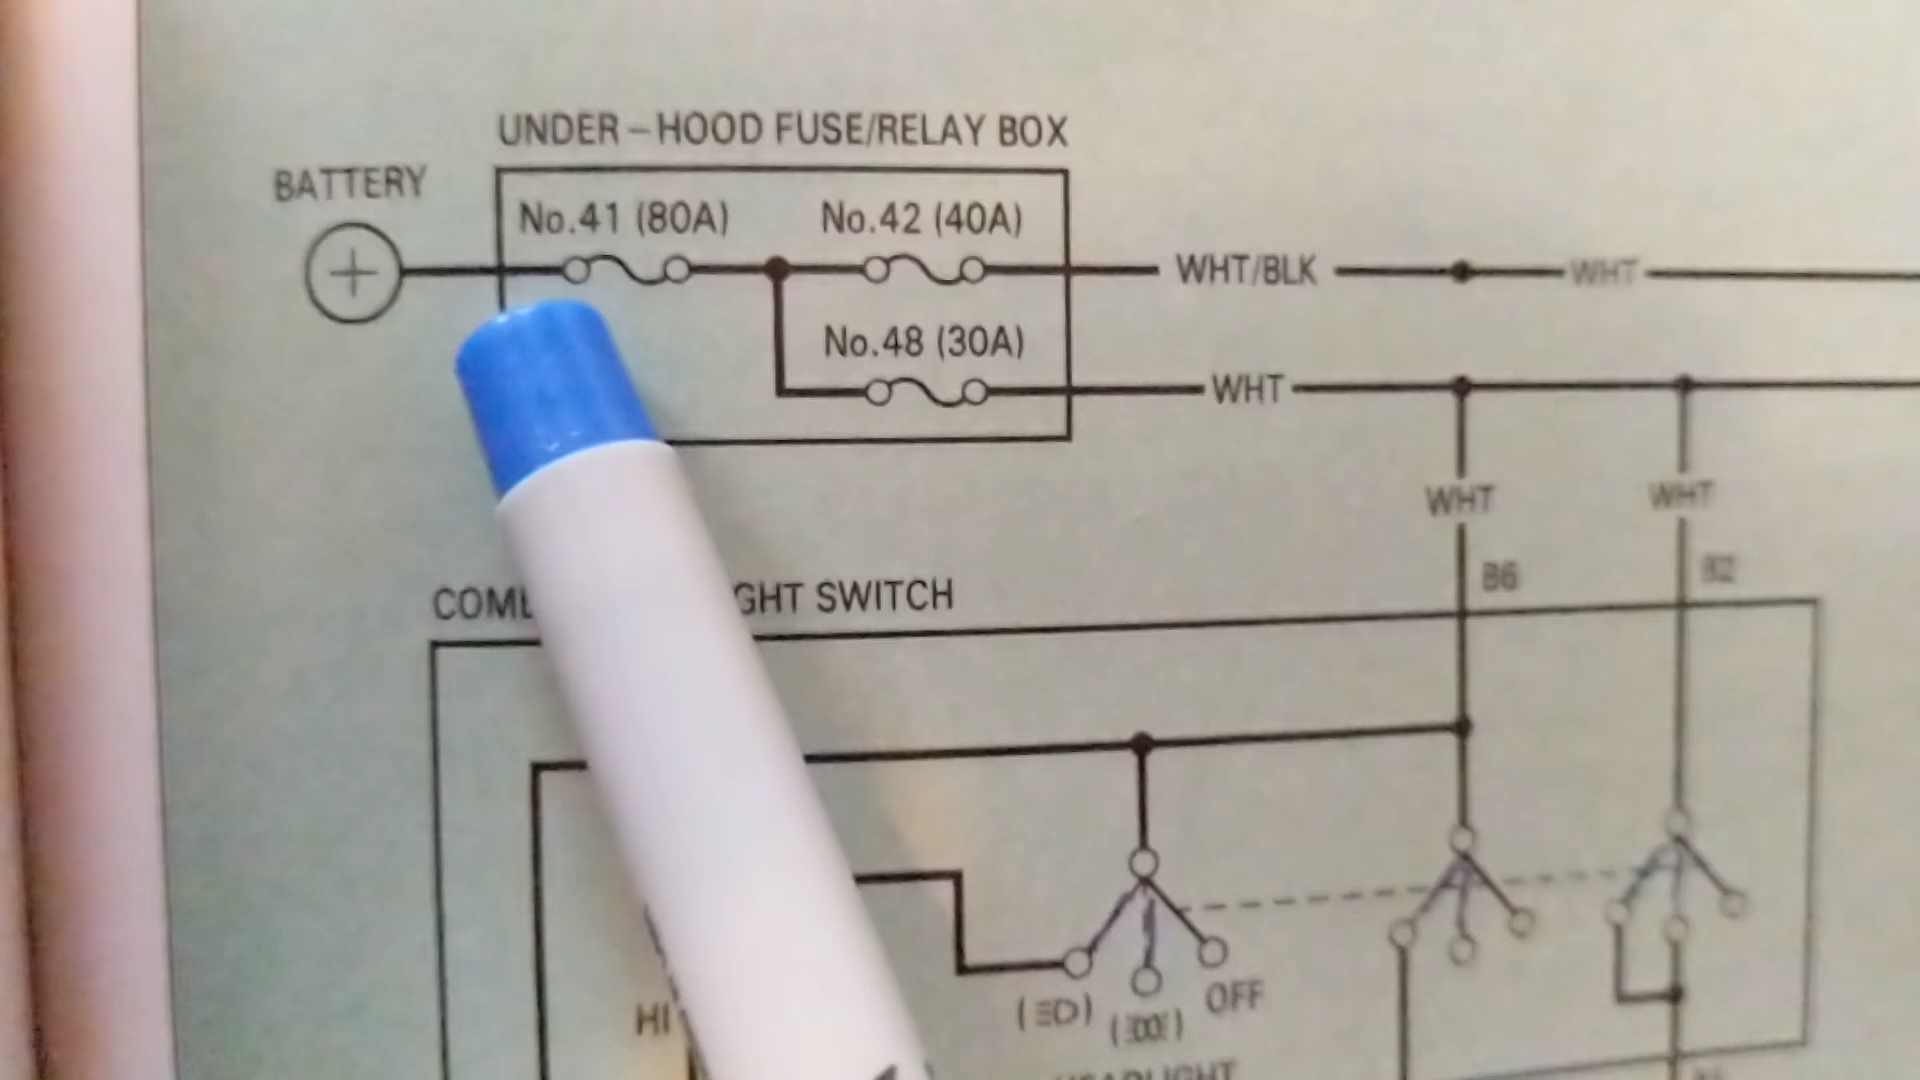 UNDER-HOOD FUSE/RELAY BOX
BATTERY
No.41 (80A)
No.42 (40A)
WHT/BLK
WHT
No.48 (30A)
WHT
WHT
WHT
B6
B2
GHT SWITCH
OFF
HI
HEADLIGHT